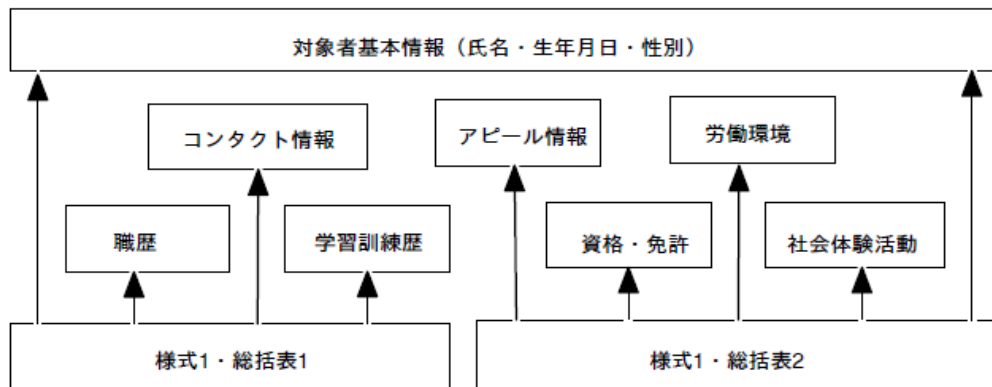 対象者基本情報（氏名・生年月日・性別）
コンタクト情報
アピール情報
労働環境
職歴
学習訓練歴
資格・免許
社会体験活動
様式1・総括表1
様式1・総括表2